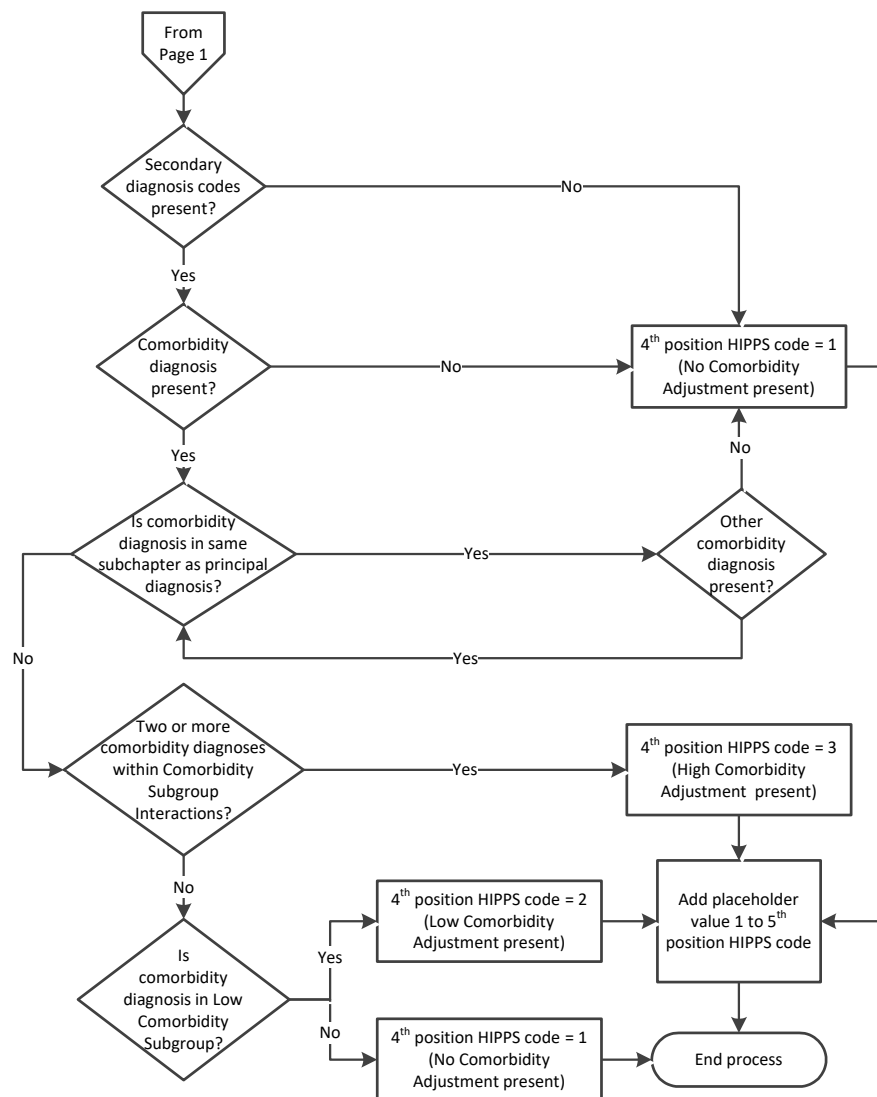 From
Page 1
Secondary
diagnosis codes
present?
No
Yes
Comorbidity
diagnosis
present?
No
4th position HIPPS code = 1
(No Comorbidity
Adjustment present)
Yes
No
Is comorbidity
diagnosis in same
subchapter as principal
diagnosis?
Yes
Other
comorbidity
diagnosis
present?
No
Yes
Two or more
comorbidity diagnoses
within Comorbidity
Subgroup
Interactions?
Yes
4th position HIPPS code = 3
(High Comorbidity
Adjustment present)
No
4th position HIPPS code = 2
(Low Comorbidity
Adjustment present)
Add placeholder
value 1 to 5th
position HIPPS code
Is
comorbidity
diagnosis in Low
Comorbidity
Subgroup?
Yes
No
4th position HIPPS code = 1
(No Comorbidity
Adjustment present)
End process